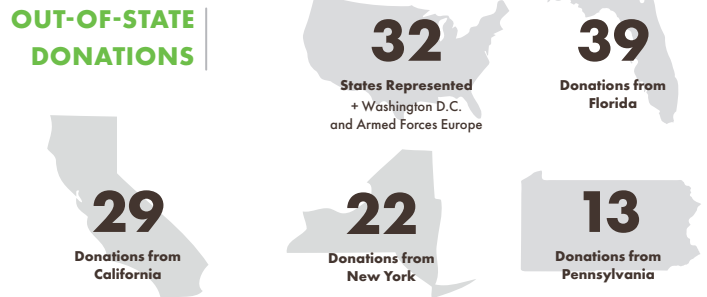 OUT-OF-STATE
DONATIONS
32
States Represented
+ Washington D.C.
and Armed Forces Europe
39
Donations from
Florida
29
Donations from
California
22
Donations from
New York
13
Donations from
Pennsylvania